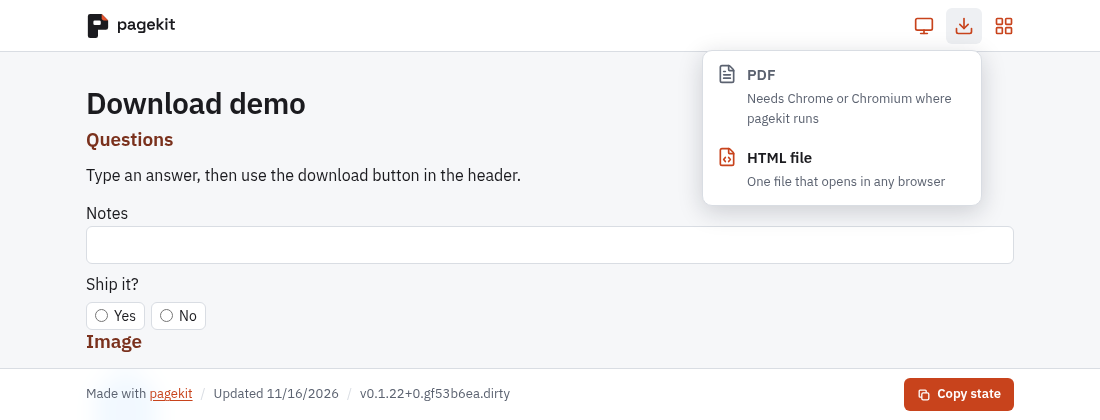 pagekit
PDF
Needs Chrome or Chromium where
pagekit runs
HTML file
One file that opens in any browser
Download demo
Questions
Type an answer, then use the download button in the header.
Notes
Ship it?
Yes No
Image
Made with pagekit / Updated 11/16/2026 / v0.1.22+0.gf53b6ea.dirty
Copy state